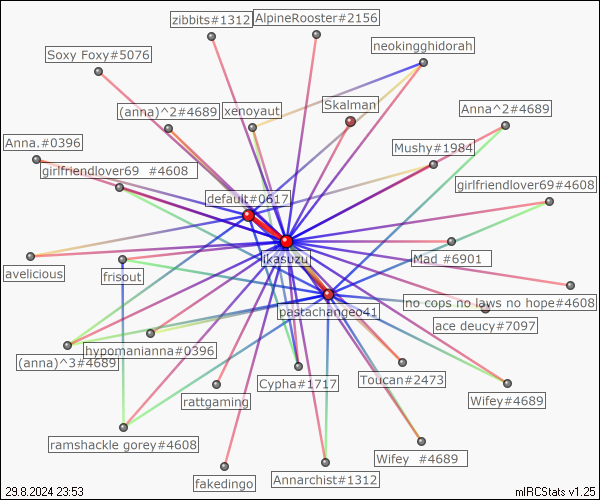 zibbits#1312
AlpineRooster#2156
neokingghidorah
Soxy Foxy#5076
(anna)^2#4689
xenoyaut
Skalman
Anna^2#4689
Anna.#0396
Mushy#1984
girlfriendlover69 #4608
girlfriendlover69#4608
default#0617
ikasuzu
Mad #6901
avelicious
frisout
no cops no laws no hope#4608
pastachangeo41
ace deucy#7097
hypomanianna#0396
(anna)^3#4689
Cypha#1717
Toucan#2473
rattgaming
Wifey#4689
ramshackle gorey#4608
Wifey #4689
fakedingo
Annarchist#1312
29.8.2024 23:53
mIRCStats v1.25